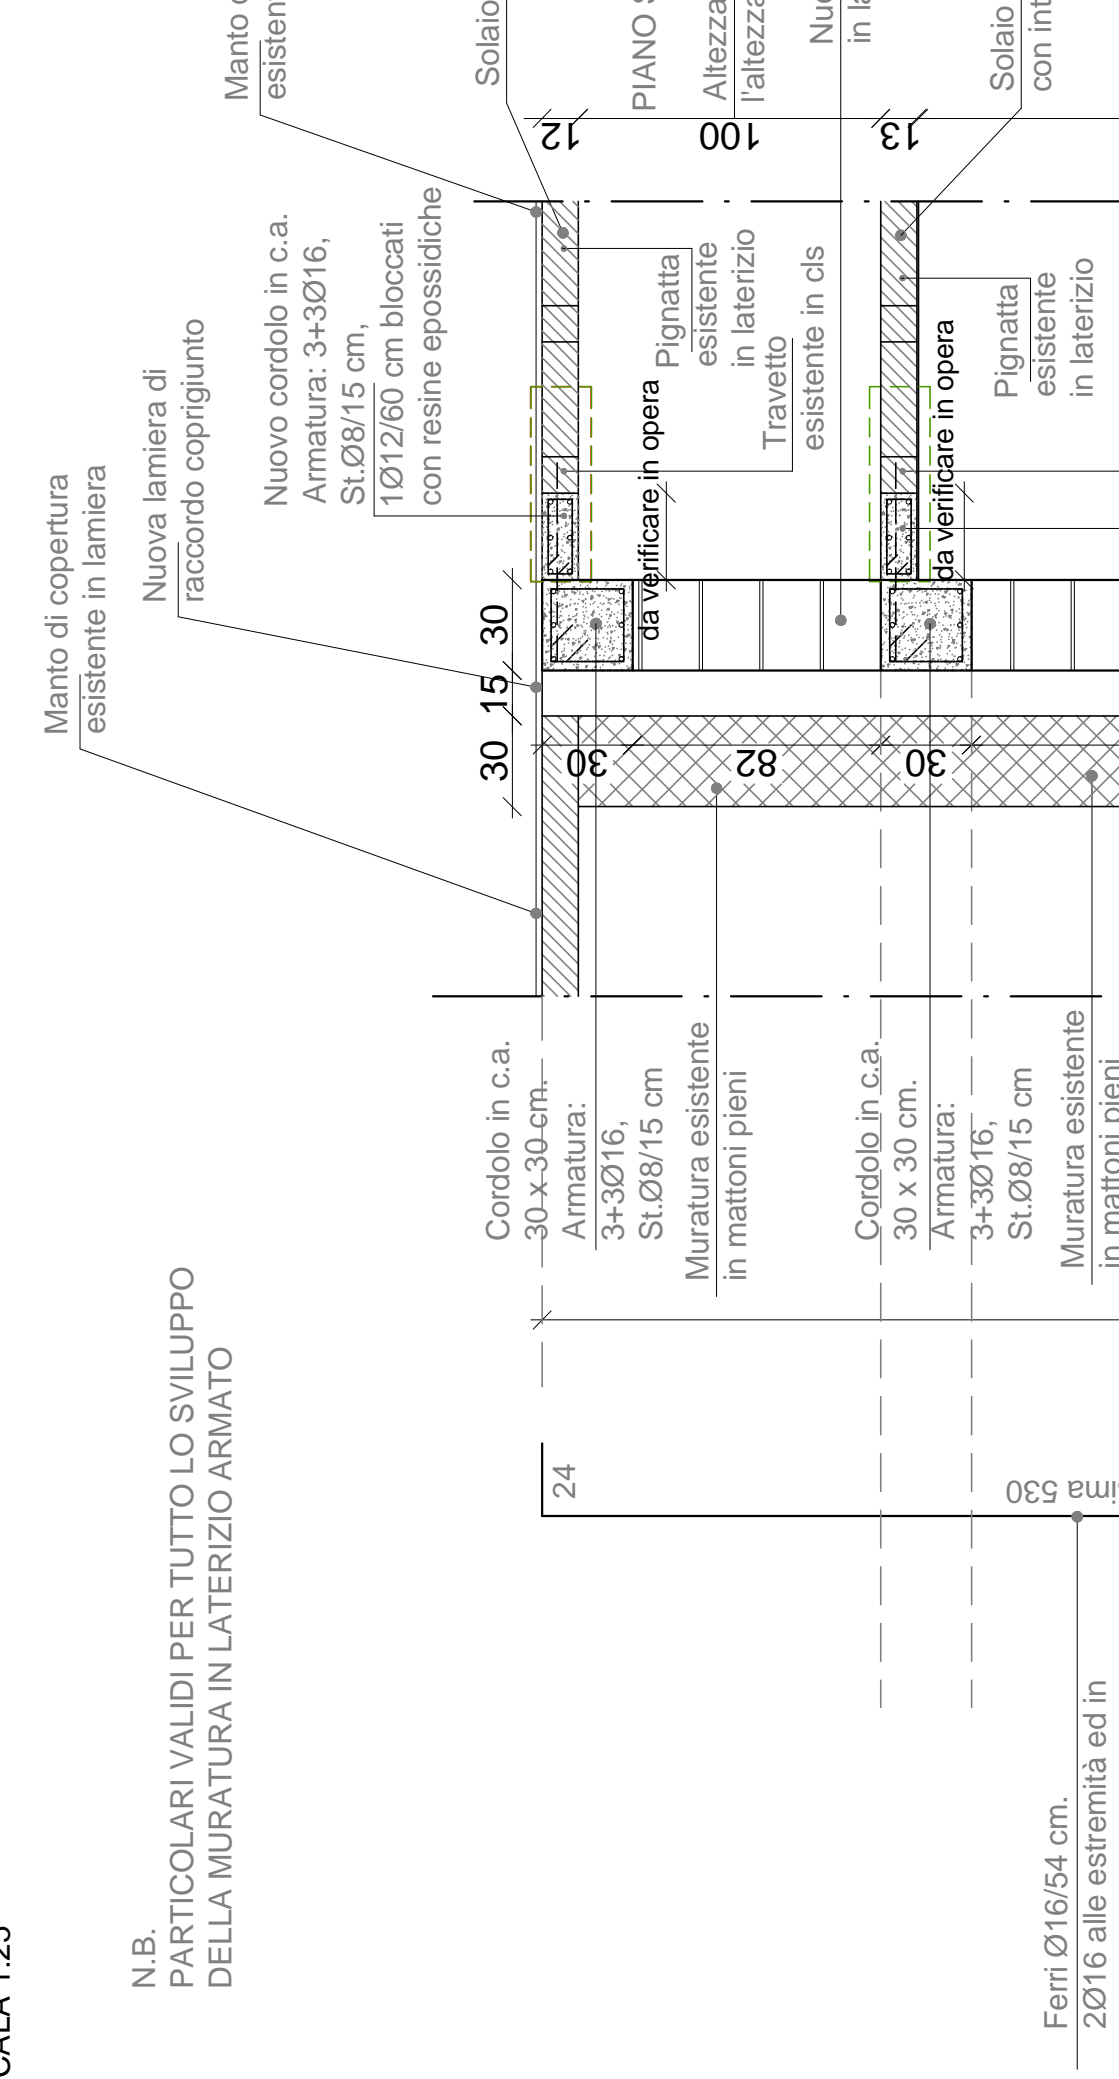 N.B.
PARTICOLARI VALIDI PER TUTTO LO SVILUPPO
DELLA MURATURA IN LATERIZIO ARMATO
Manto di copertura
esistente in lamiera
Nuova lamiera di
raccordo coprigiunto
Nuovo cordolo in c.a.
Armatura: 3+3Ø16,
St.Ø8/15 cm,
1Ø12/60 cm bloccati
con resine epossidiche
Manto
Solaio
PIANO
Altezza
l'altezza
in
Solaio
con
12
100
13
Pignatta
esistente
in laterizio
Travetto
esistente in cls
da verificare in opera
Pignatta
esistente
in laterizio
da verificare in opera
30
15
30
30
82
30
Cordolo in c.a.
30 x 30 cm.
Armatura:
3+3Ø16,
St.Ø8/15 cm
Muratura esistente
in mattoni pieni
Cordolo in c.a.
30 x 30 cm.
Armatura:
3+3Ø16,
St.Ø8/15 cm
Muratura esistente
in mattoni pieni
24
530
Ferri Ø16/54 cm.
2Ø16 alle estremità ed in